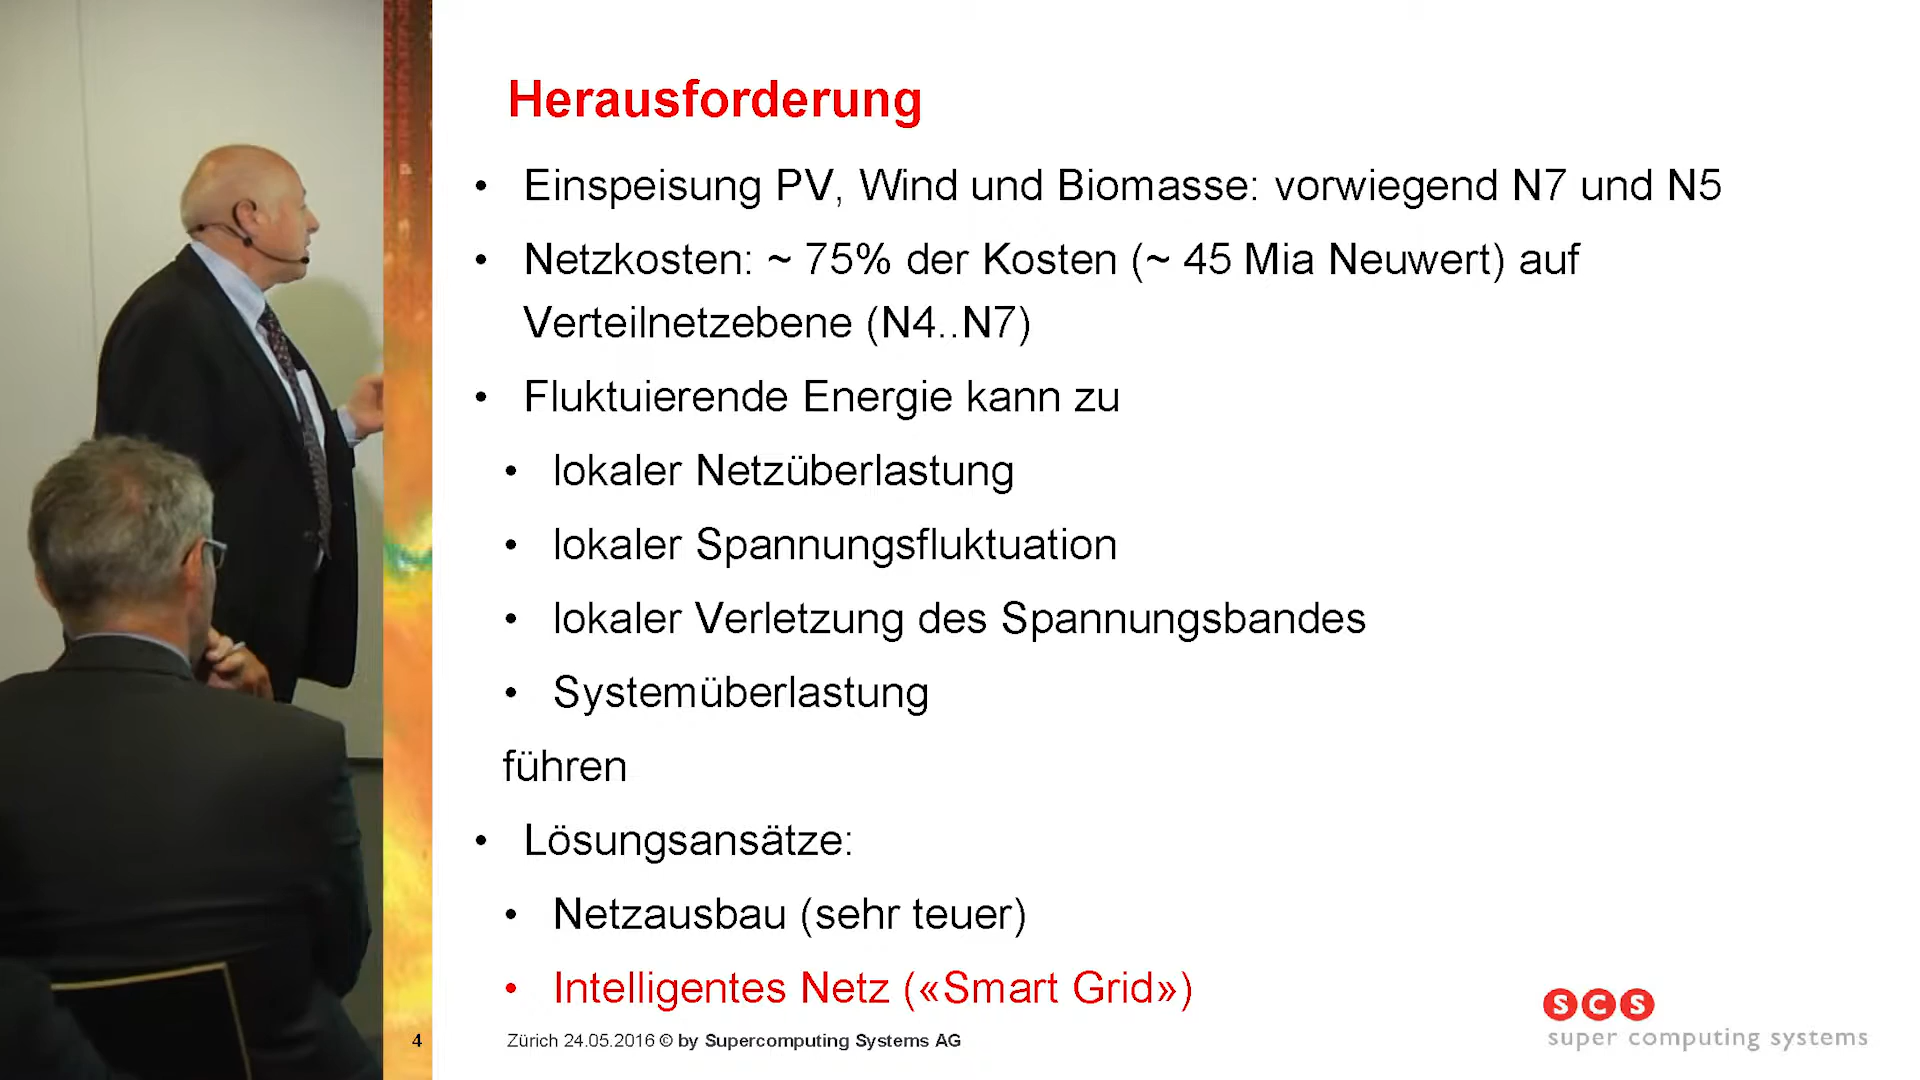 Herausforderung
• Einspeisung PV, Wind und Biomasse: vorwiegend N7 und N5
• Netzkosten: ~ 75% der Kosten (~ 45 Mia Neuwert) auf
Verteilnetzebene (N4..N7)
• Fluktuierende Energie kann zu
• lokaler Netzüberlastung
• lokaler Spannungsfluktuation
• lokaler Verletzung des Spannungsbandes
• Systemüberlastung
führen
• Lösungsansätze:
• Netzausbau (sehr teuer)
• Intelligentes Netz («Smart Grid»)
4
Zürich 24.05.2016 © by Supercomputing Systems AG
scs
super computing systems